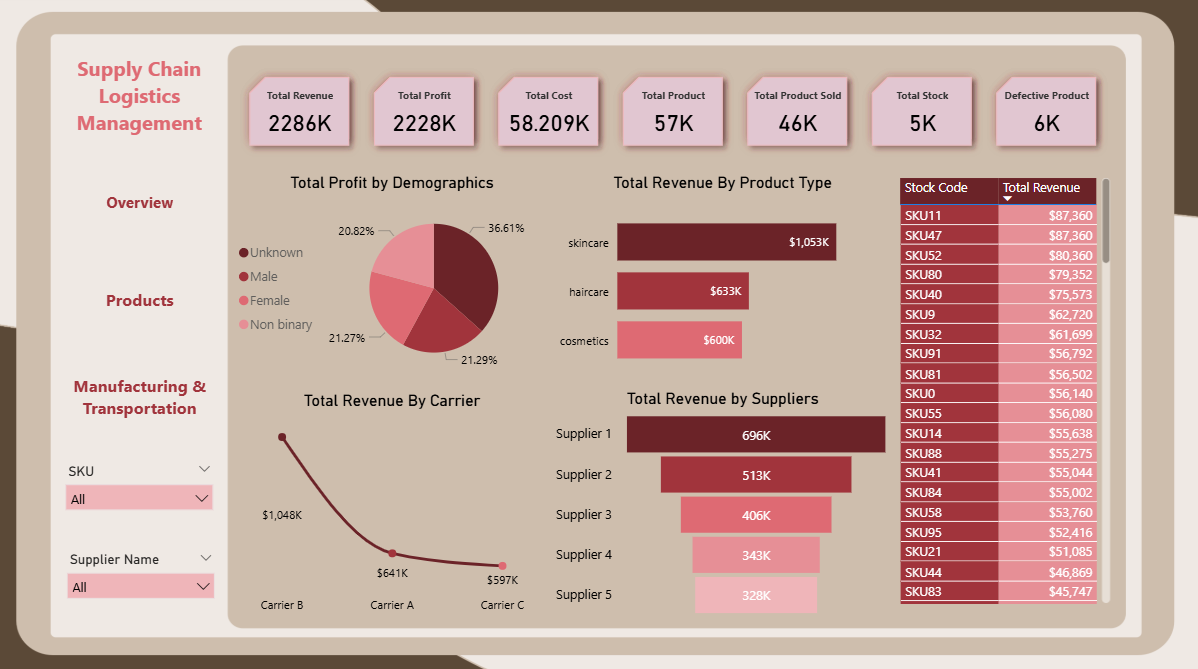 Supply Chain
Logistics
Management
Overview
Products
Manufacturing &
Transportation
SKU
All
Supplier Name
All
Total Revenue
2286K
Total Profit
2228K
Total Cost
58.209K
Total Product
57K
Total Product Sold
46K
Total Stock
5K
Defective Product
6K
Total Profit by Demographics
Unknown
Male
Female
Non binary
20.82%
36.61%
21.27%
21.29%
Total Revenue By Product Type
skincare $1,053K
haircare $633K
cosmetics $600K
Total Revenue By Carrier
$1,048K
$641K
$597K
Carrier B Carrier A Carrier C
Total Revenue by Suppliers
Supplier 1 696K
Supplier 2 513K
Supplier 3 406K
Supplier 4 343K
Supplier 5 328K
Stock Code Total Revenue
SKU11 $87,360
SKU47 $87,360
SKU52 $80,360
SKU80 $79,352
SKU40 $75,573
SKU9 $62,720
SKU32 $61,699
SKU91 $56,792
SKU81 $56,502
SKU0 $56,140
SKU55 $56,080
SKU14 $55,638
SKU88 $55,275
SKU41 $55,044
SKU84 $55,002
SKU58 $53,760
SKU95 $52,416
SKU21 $51,085
SKU44 $46,869
SKU83 $45,747